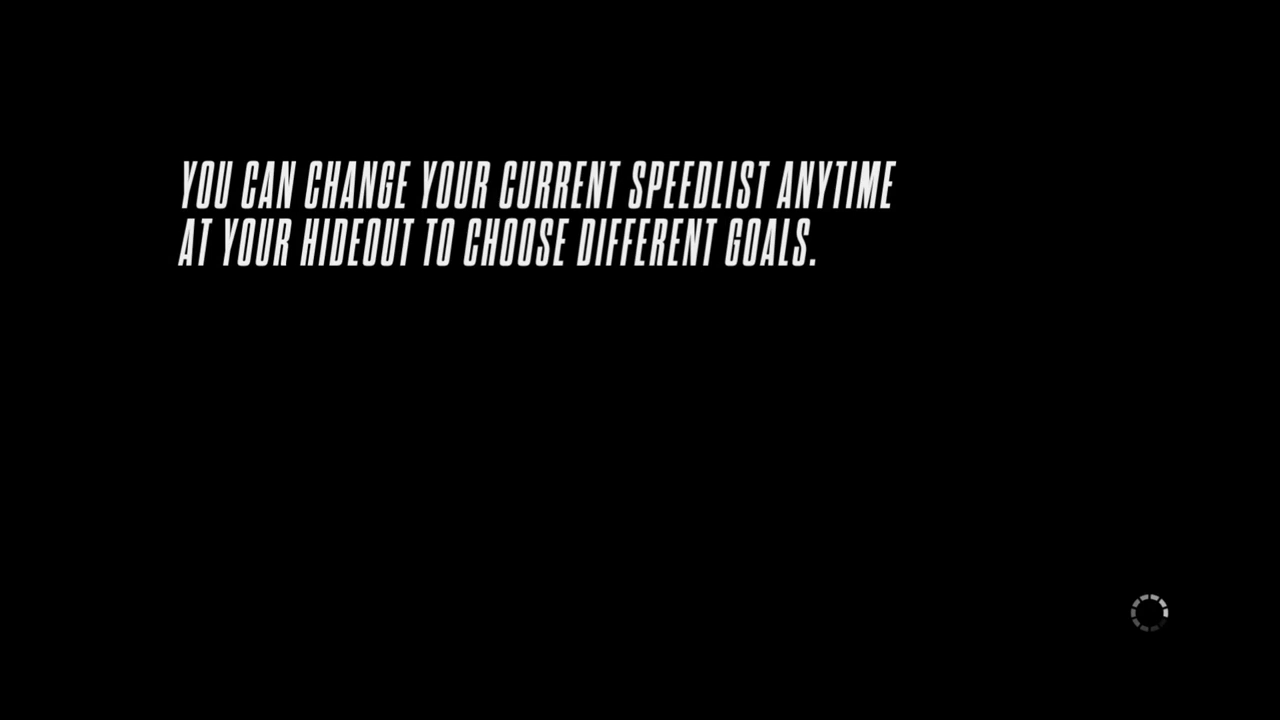 YOU CAN CHANGE YOUR CURRENT SPEEDLIST ANYTIME
AT YOUR HIDEOUT TO CHOOSE DIFFERENT GOALS.